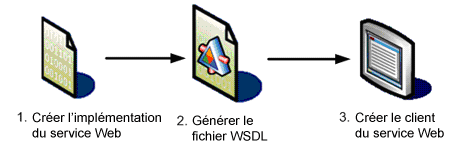 1. Créer l'implémentation
du service Web
2. Générer le
fichier WSDL
3. Créer le client
du service Web